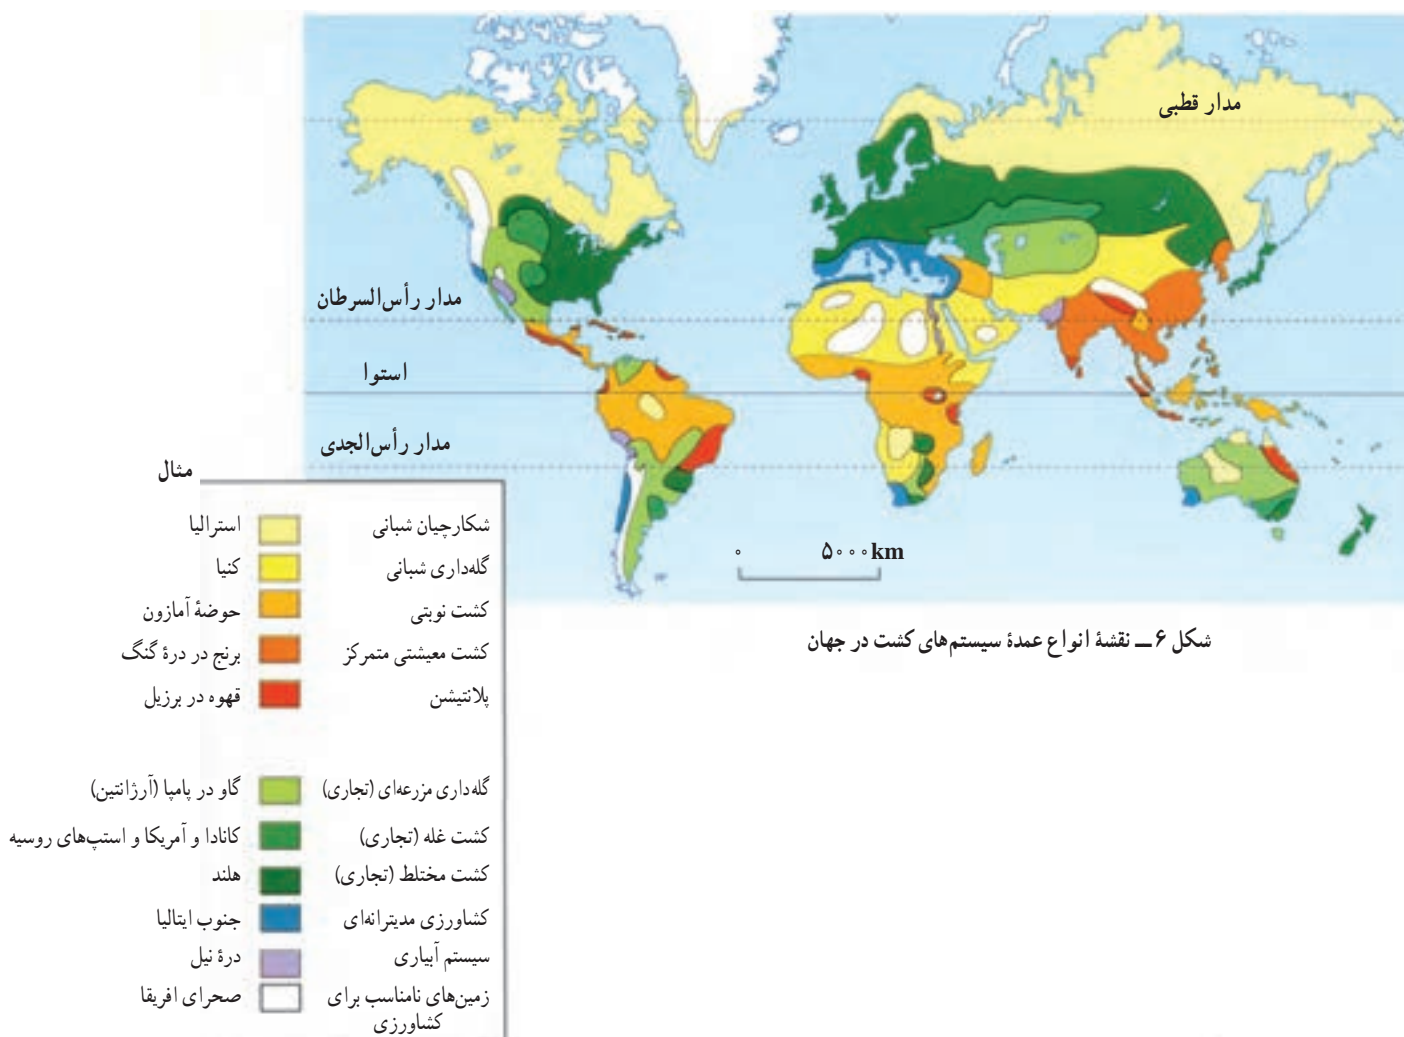 مدار قطبی
مدار رأس‌السرطان
استوا
مدار رأس‌الجدی
۰ ۵۰۰۰km
شکل ۶ــ نقشهٔ انواع عمدهٔ سیستم‌های کشت در جهان
مثال
شکارچیان شبانی استرالیا
گله‌داری شبانی کنیا
کشت نوبتی حوضهٔ آمازون
کشت معیشتی متمرکز برنج در درهٔ گنگ
پلانتیشن قهوه در برزیل
گله‌داری مزرعه‌ای (تجاری) گاو در پامپا (آرژانتین)
کشت غله (تجاری) کانادا و آمریکا و استپ‌های روسیه
کشت مختلط (تجاری) هلند
کشاورزی مدیترانه‌ای جنوب ایتالیا
سیستم آبیاری درهٔ نیل
زمین‌های نامناسب برای صحرای افریقا
کشاورزی